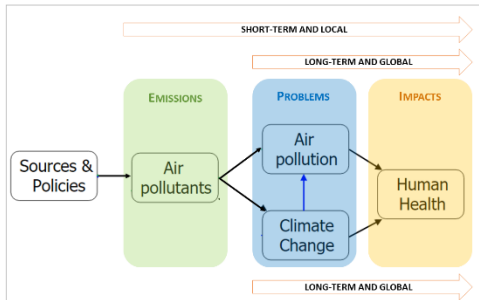 SHORT-TERM AND LOCAL
LONG-TERM AND GLOBAL
EMISSIONS
PROBLEMS
IMPACTS
Sources &
Policies
Air
pollutants
Air
pollution
Climate
Change
Human
Health
LONG-TERM AND GLOBAL